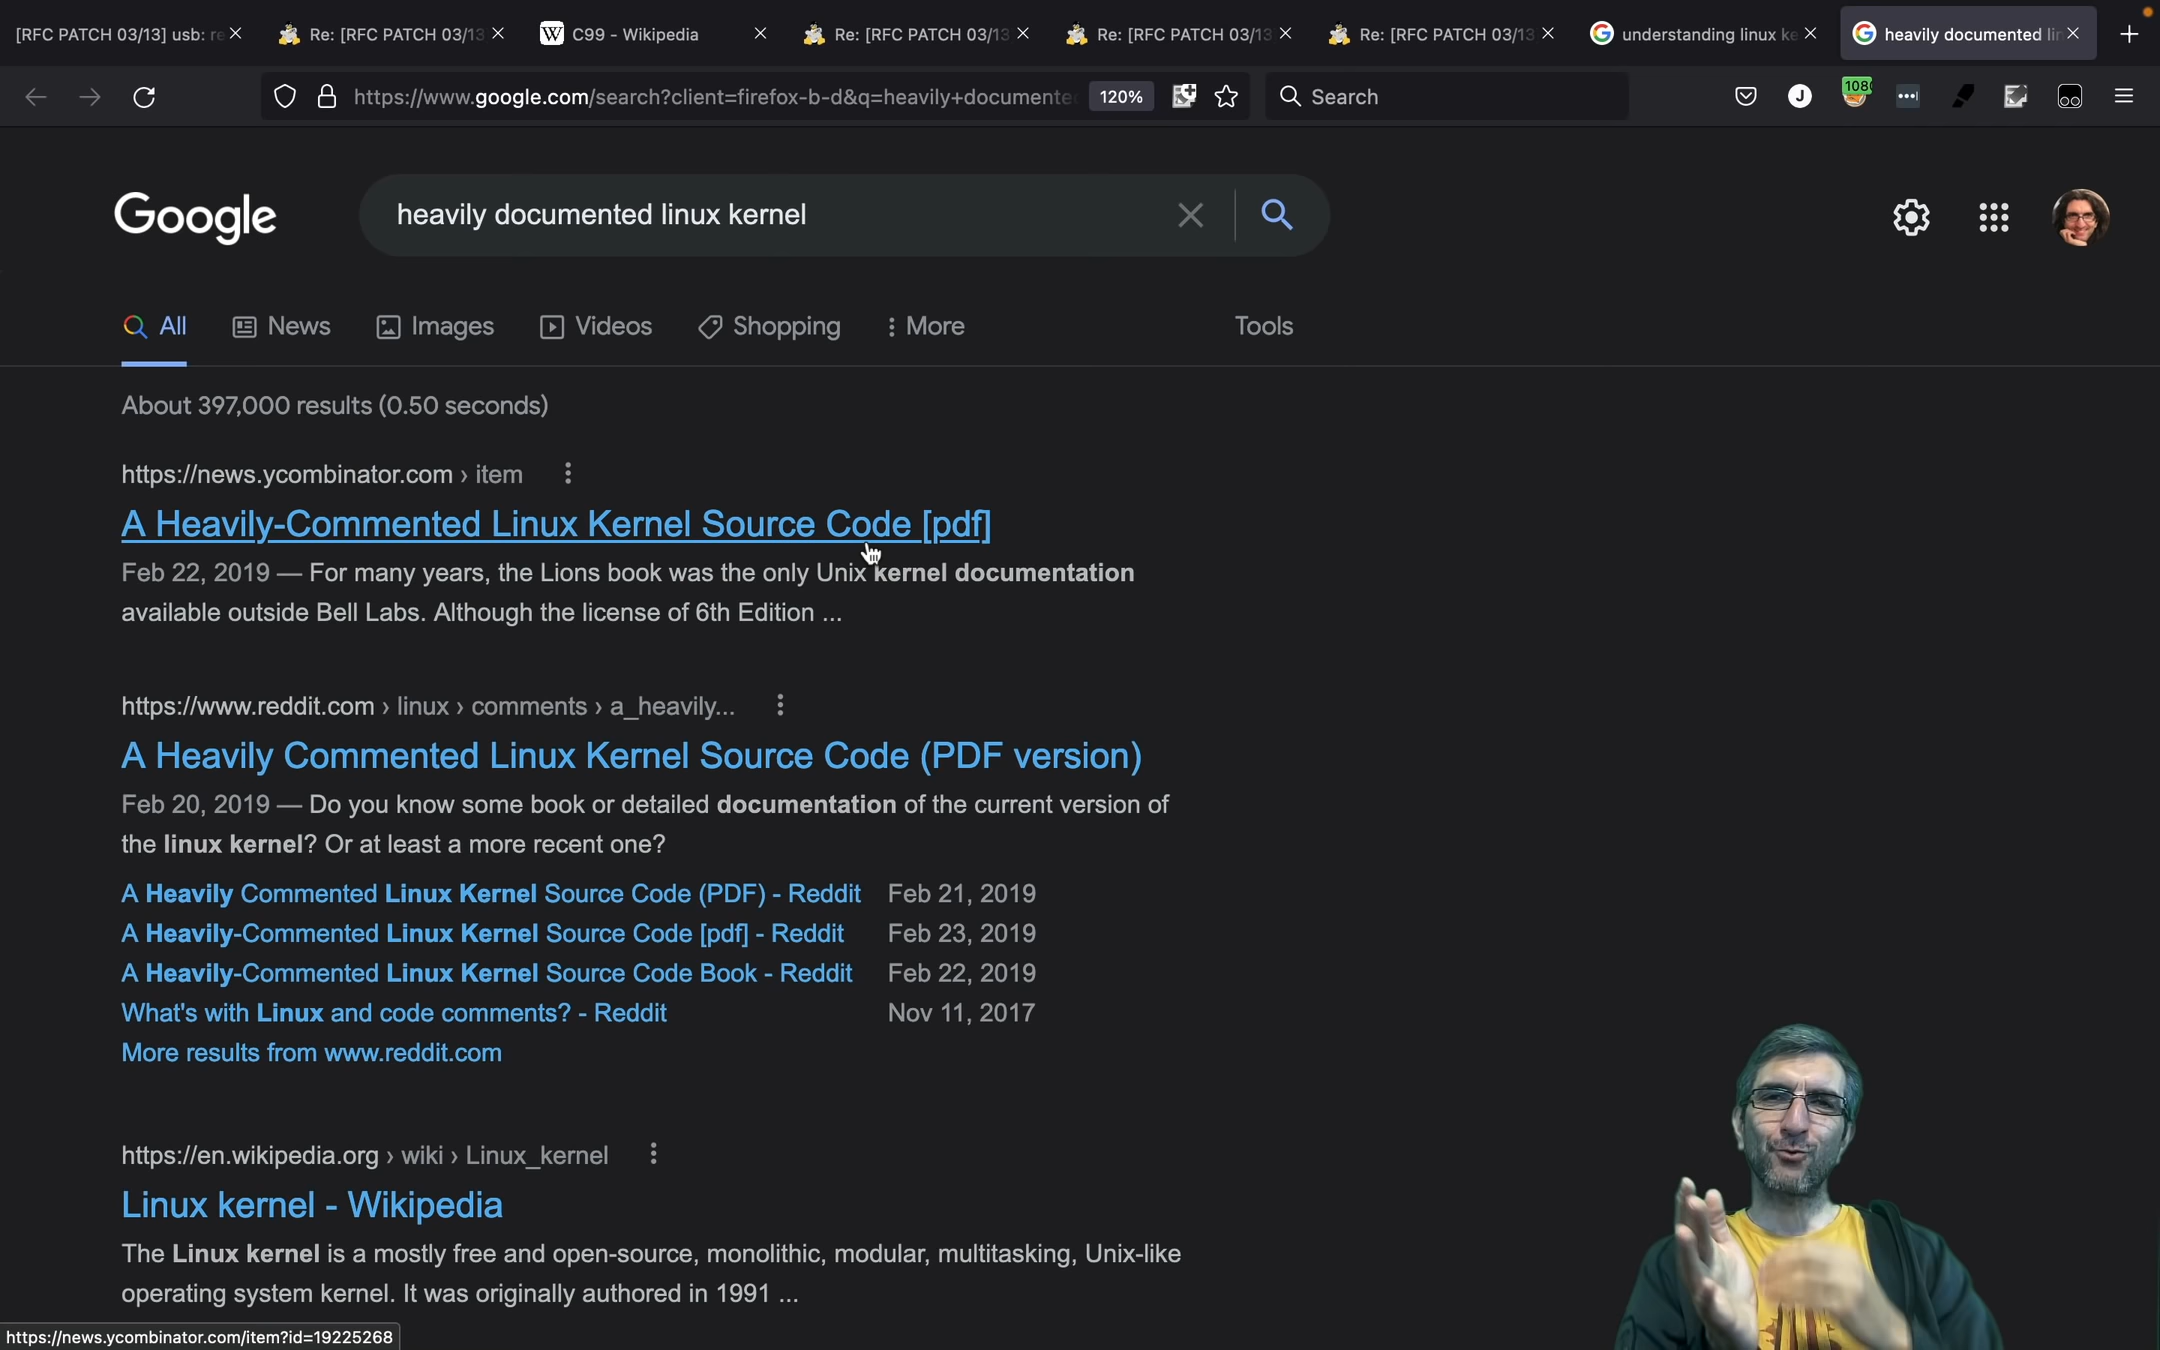 [RFC PATCH 03/13] usb: re
Re: [RFC PATCH 03/13
W C99 - Wikipedia
Re: [RFC PATCH 03/13
Re: [RFC PATCH 03/13
Re: [RFC PATCH 03/13
G understanding linux ke
G heavily documented lin
https://www.google.com/search?client=firefox-b-d&q=heavily+documente
120%
Search
J
108
Google
heavily documented linux kernel
All News Images Videos Shopping More Tools
About 397,000 results (0.50 seconds)
https://news.ycombinator.com › item
A Heavily-Commented Linux Kernel Source Code [pdf]
Feb 22, 2019 — For many years, the Lions book was the only Unix kernel documentation
available outside Bell Labs. Although the license of 6th Edition ...
https://www.reddit.com › linux › comments › a_heavily...
A Heavily Commented Linux Kernel Source Code (PDF version)
Feb 20, 2019 — Do you know some book or detailed documentation of the current version of
the linux kernel? Or at least a more recent one?
A Heavily Commented Linux Kernel Source Code (PDF) - Reddit Feb 21, 2019
A Heavily-Commented Linux Kernel Source Code [pdf] - Reddit Feb 23, 2019
A Heavily-Commented Linux Kernel Source Code Book - Reddit Feb 22, 2019
What's with Linux and code comments? - Reddit Nov 11, 2017
More results from www.reddit.com
https://en.wikipedia.org › wiki › Linux_kernel
Linux kernel - Wikipedia
The Linux kernel is a mostly free and open-source, monolithic, modular, multitasking, Unix-like
operating system kernel. It was originally authored in 1991 ...
https://news.ycombinator.com/item?id=19225268